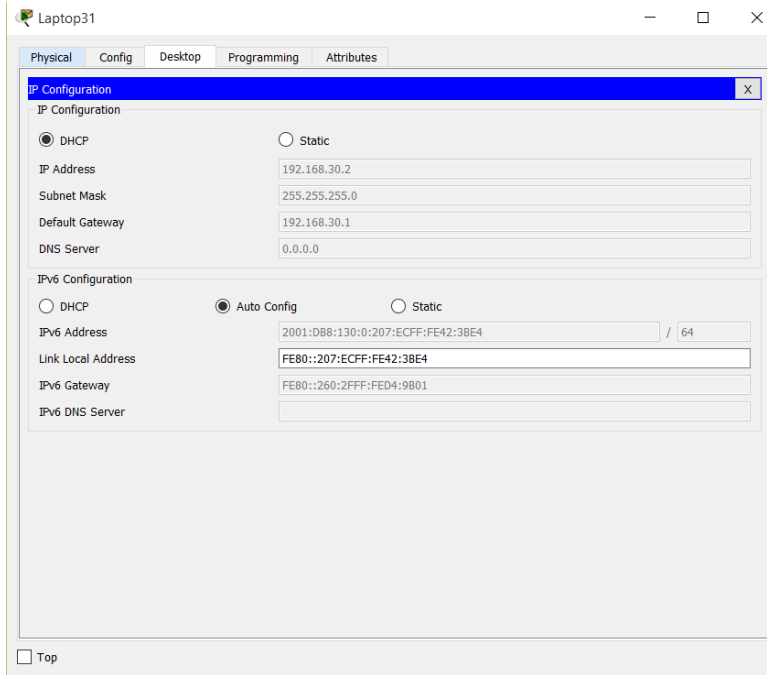 Laptop31
Physical Config Desktop Programming Attributes
IP Configuration X
IP Configuration
DHCP Static
IP Address 192.168.30.2
Subnet Mask 255.255.255.0
Default Gateway 192.168.30.1
DNS Server 0.0.0.0
IPv6 Configuration
DHCP Auto Config Static
IPv6 Address 2001:DB8:130:0:207:ECFF:FE42:3BE4 / 64
Link Local Address FE80::207:ECFF:FE42:3BE4
IPv6 Gateway FE80::260:2FFF:FED4:9B01
IPv6 DNS Server
Top